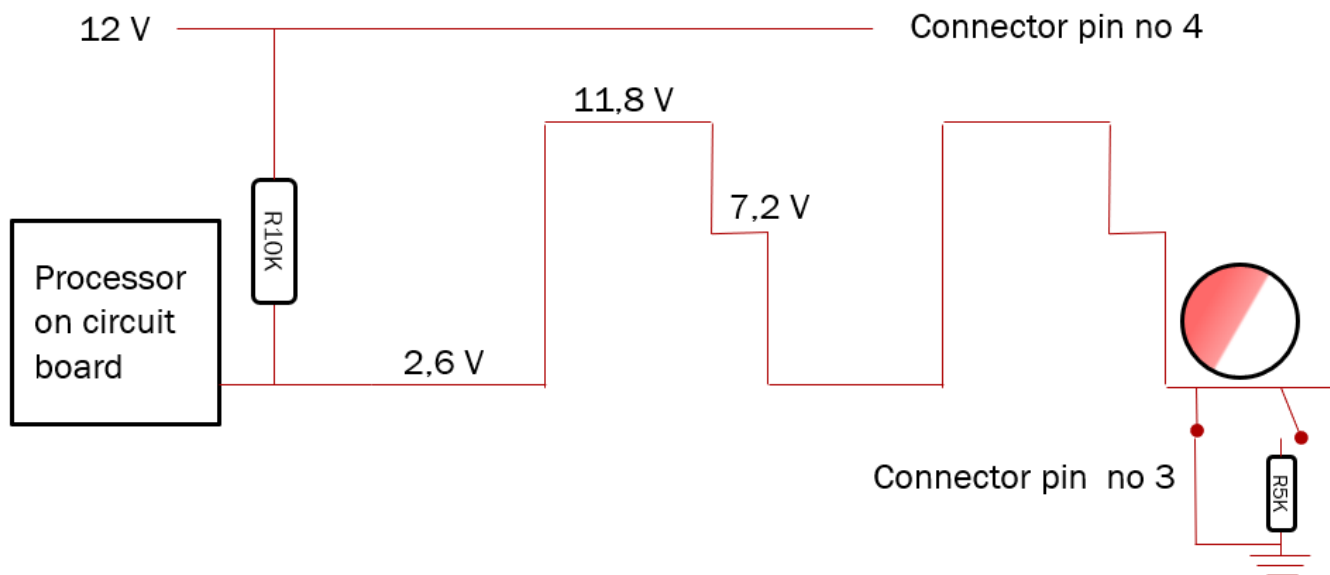 12 V
Connector pin no 4
11,8 V
7,2 V
R10K
Processor
on circuit
board
2,6 V
Connector pin no 3
R5K